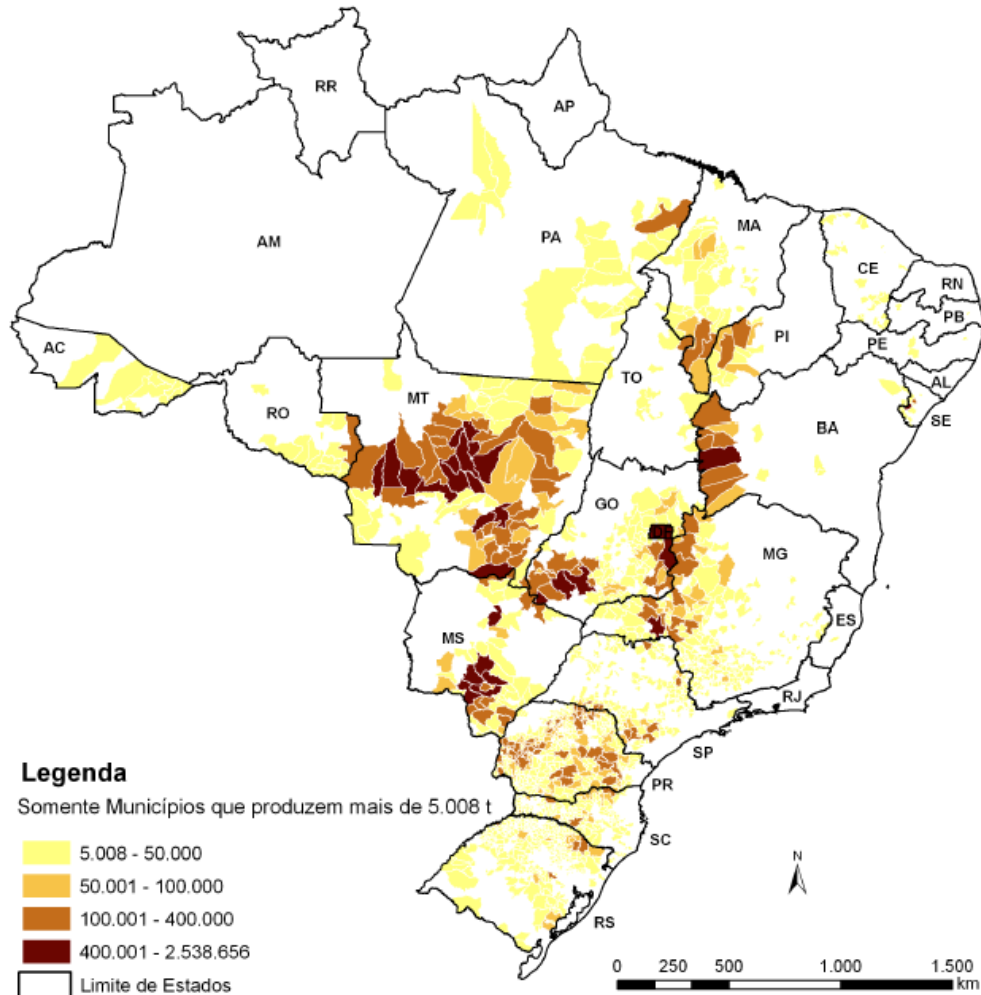 RR
AP
AM
PA
MA
CE
RN
PB
PE
PI
AL
SE
AC
RO
MT
TO
BA
GO
DF
MG
ES
MS
RJ
SP
PR
SC
RS
N
Legenda
Somente Municípios que produzem mais de 5.008 t
5.008 - 50.000
50.001 - 100.000
100.001 - 400.000
400.001 - 2.538.656
Limite de Estados
0 250 500 1.000 1.500
km